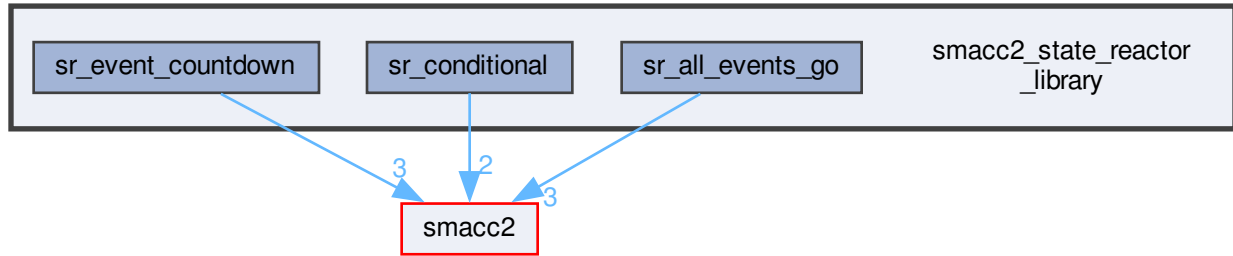 sr_event_countdown
sr_conditional
sr_all_events_go
smacc2_state_reactor
_library
3
2
3
smacc2